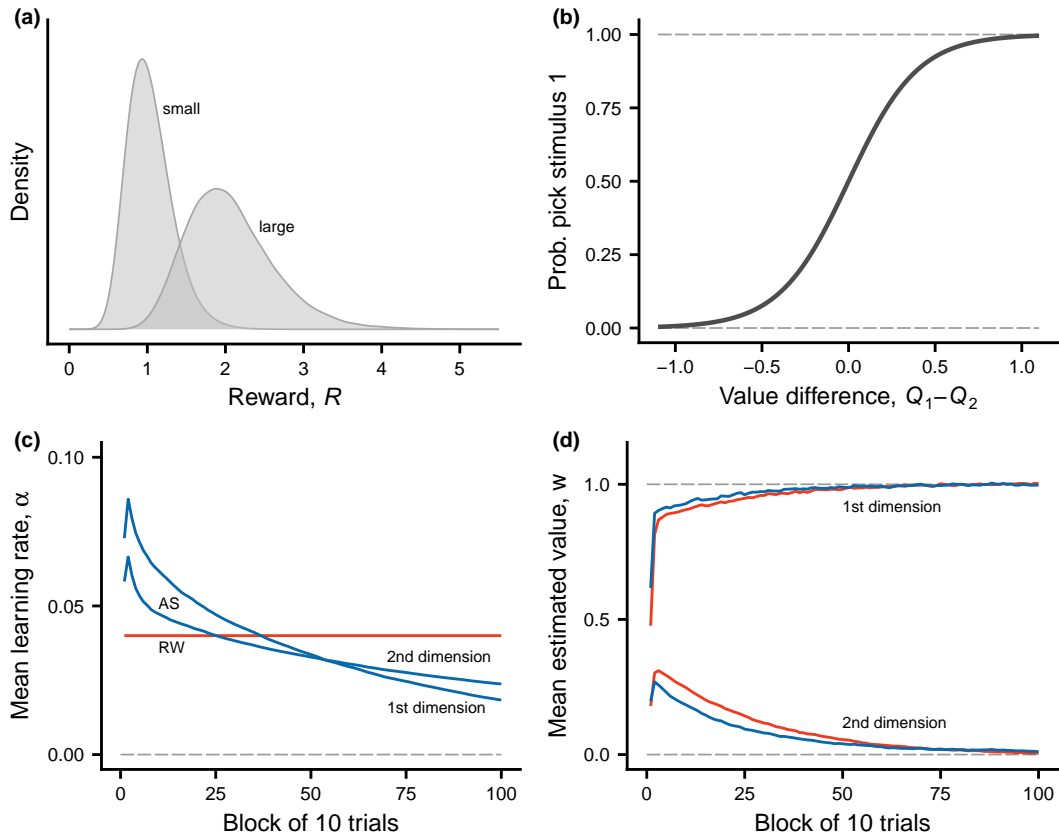 (a)
Density
small
large
0 1 2 3 4 5
Reward, R
(b)
Prob. pick stimulus 1
1.00
0.75
0.50
0.25
0.00
−1.0 −0.5 0.0 0.5 1.0
Value difference, Q1−Q2
(c)
Mean learning rate, α
0.10
0.05
0.00
AS
RW
2nd dimension
1st dimension
0 25 50 75 100
Block of 10 trials
(d)
Mean estimated value, w
1.0
0.5
0.0
1st dimension
2nd dimension
0 25 50 75 100
Block of 10 trials